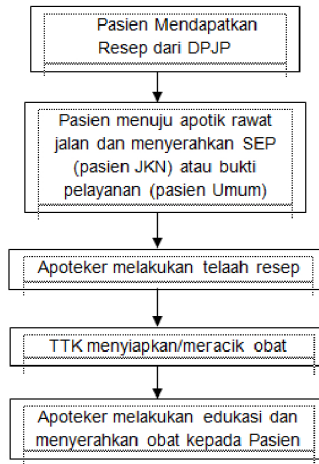 Pasien Mendapatkan
Resep dari DPJP
Pasien menuju apotik rawat
jalan dan menyerahkan SEP
(pasien JKN) atau bukti
pelayanan (pasien Umum)
Apoteker melakukan telaah resep
TTK menyiapkan/meracik obat
Apoteker melakukan edukasi dan
menyerahkan obat kepada Pasien